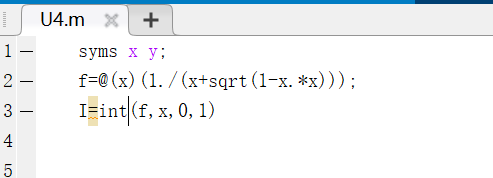 U4.m × +
1 — syms x y;
2 — f=@(x)(1./(x+sqrt(1-x.*x)));
3 — I=int(f,x,0,1)
4
5